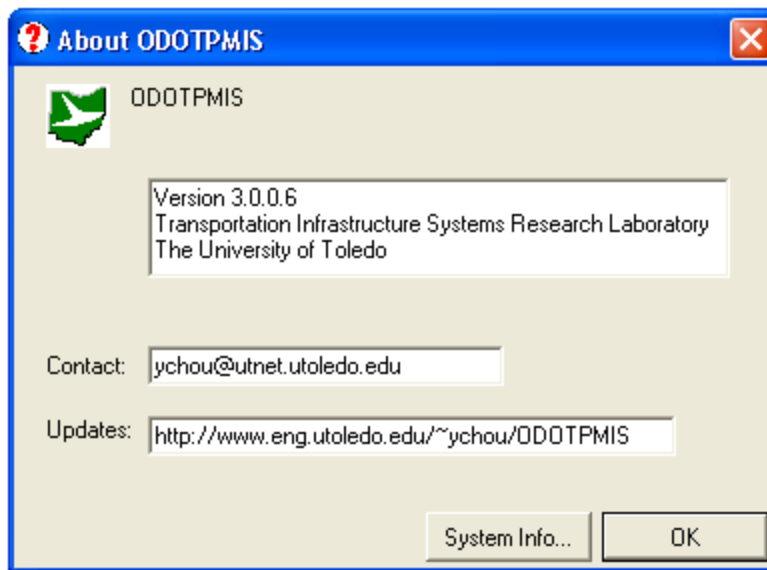 About ODOTPMIS
ODOTPMIS
Version 3.0.0.6
Transportation Infrastructure Systems Research Laboratory
The University of Toledo
Contact: ychou@utnet.utoledo.edu
Updates: http://www.eng.utoledo.edu/~ychou/ODOTPMIS
System Info... OK